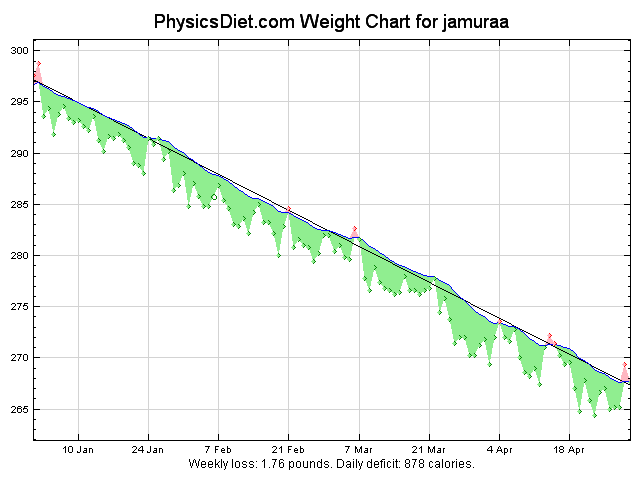 PhysicsDiet.com Weight Chart for jamuraa
300
295
290
285
280
275
270
265
10 Jan 24 Jan 7 Feb 21 Feb 7 Mar 21 Mar 4 Apr 18 Apr
Weekly loss: 1.76 pounds. Daily deficit: 878 calories.